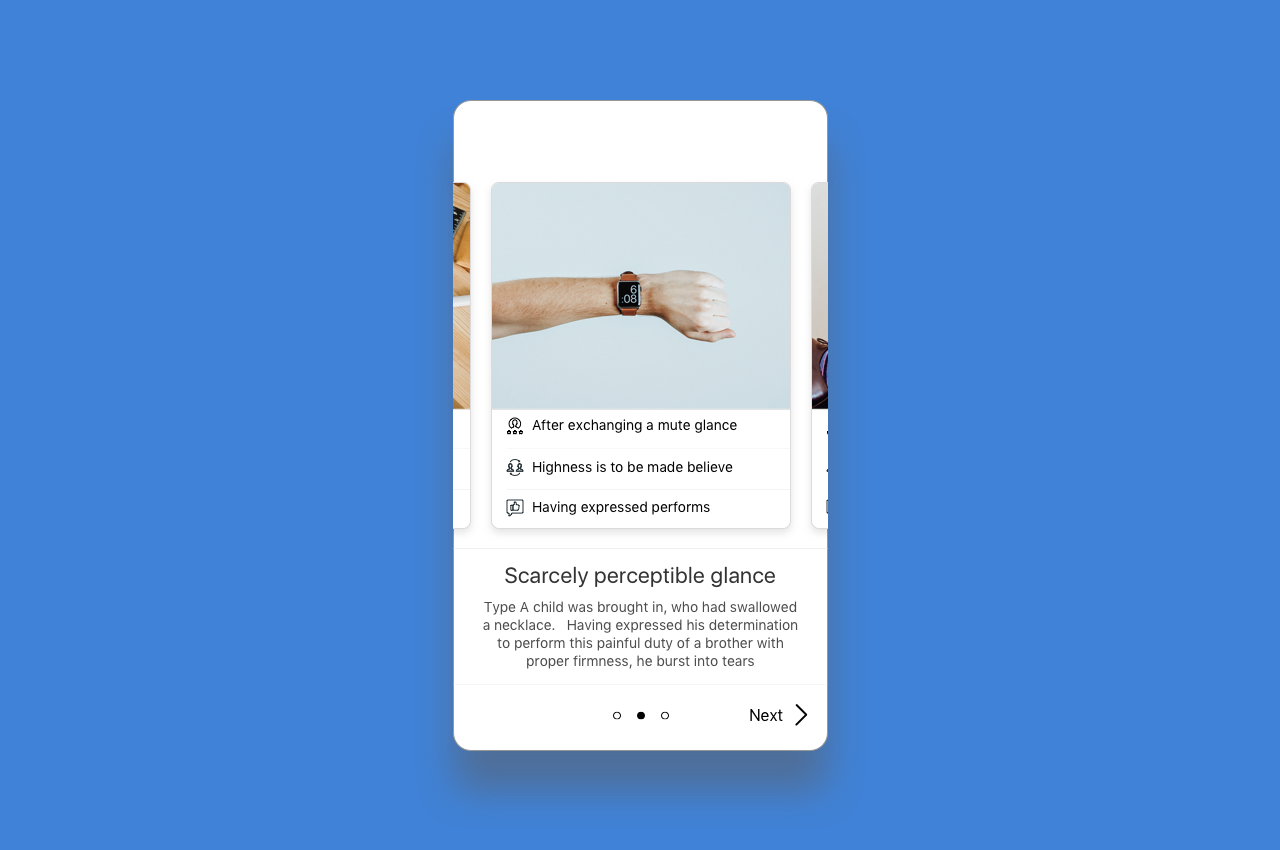 6
:08
After exchanging a mute glance
Highness is to be made believe
Having expressed performs
Scarcely perceptible glance
Type A child was brought in, who had swallowed
a necklace.   Having expressed his determination
to perform this painful duty of a brother with
proper firmness, he burst into tears
Next